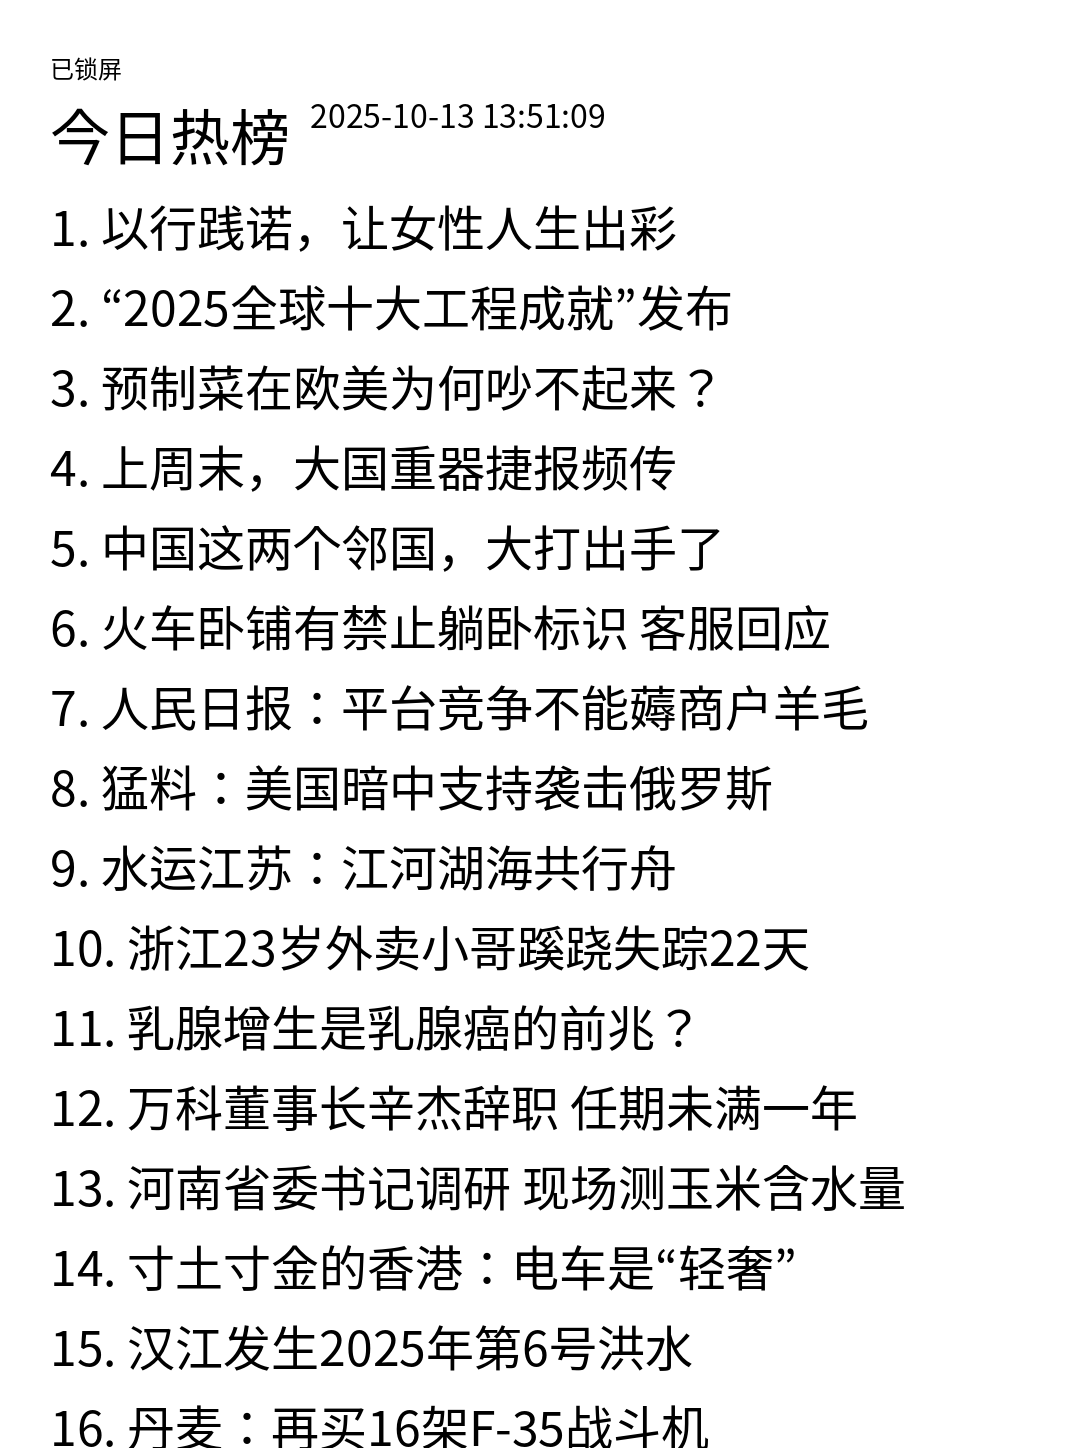 已锁屏
今日热榜 2025-10-13 13:51:09
1. 以行践诺，让女性人生出彩
2. “2025全球十大工程成就”发布
3. 预制菜在欧美为何吵不起来？
4. 上周末，大国重器捷报频传
5. 中国这两个邻国，大打出手了
6. 火车卧铺有禁止躺卧标识 客服回应
7. 人民日报：平台竞争不能薅商户羊毛
8. 猛料：美国暗中支持袭击俄罗斯
9. 水运江苏：江河湖海共行舟
10. 浙江23岁外卖小哥蹊跷失踪22天
11. 乳腺增生是乳腺癌的前兆？
12. 万科董事长辛杰辞职 任期未满一年
13. 河南省委书记调研 现场测玉米含水量
14. 寸土寸金的香港：电车是“轻奢”
15. 汉江发生2025年第6号洪水
16. 丹麦：再买16架F-35战斗机